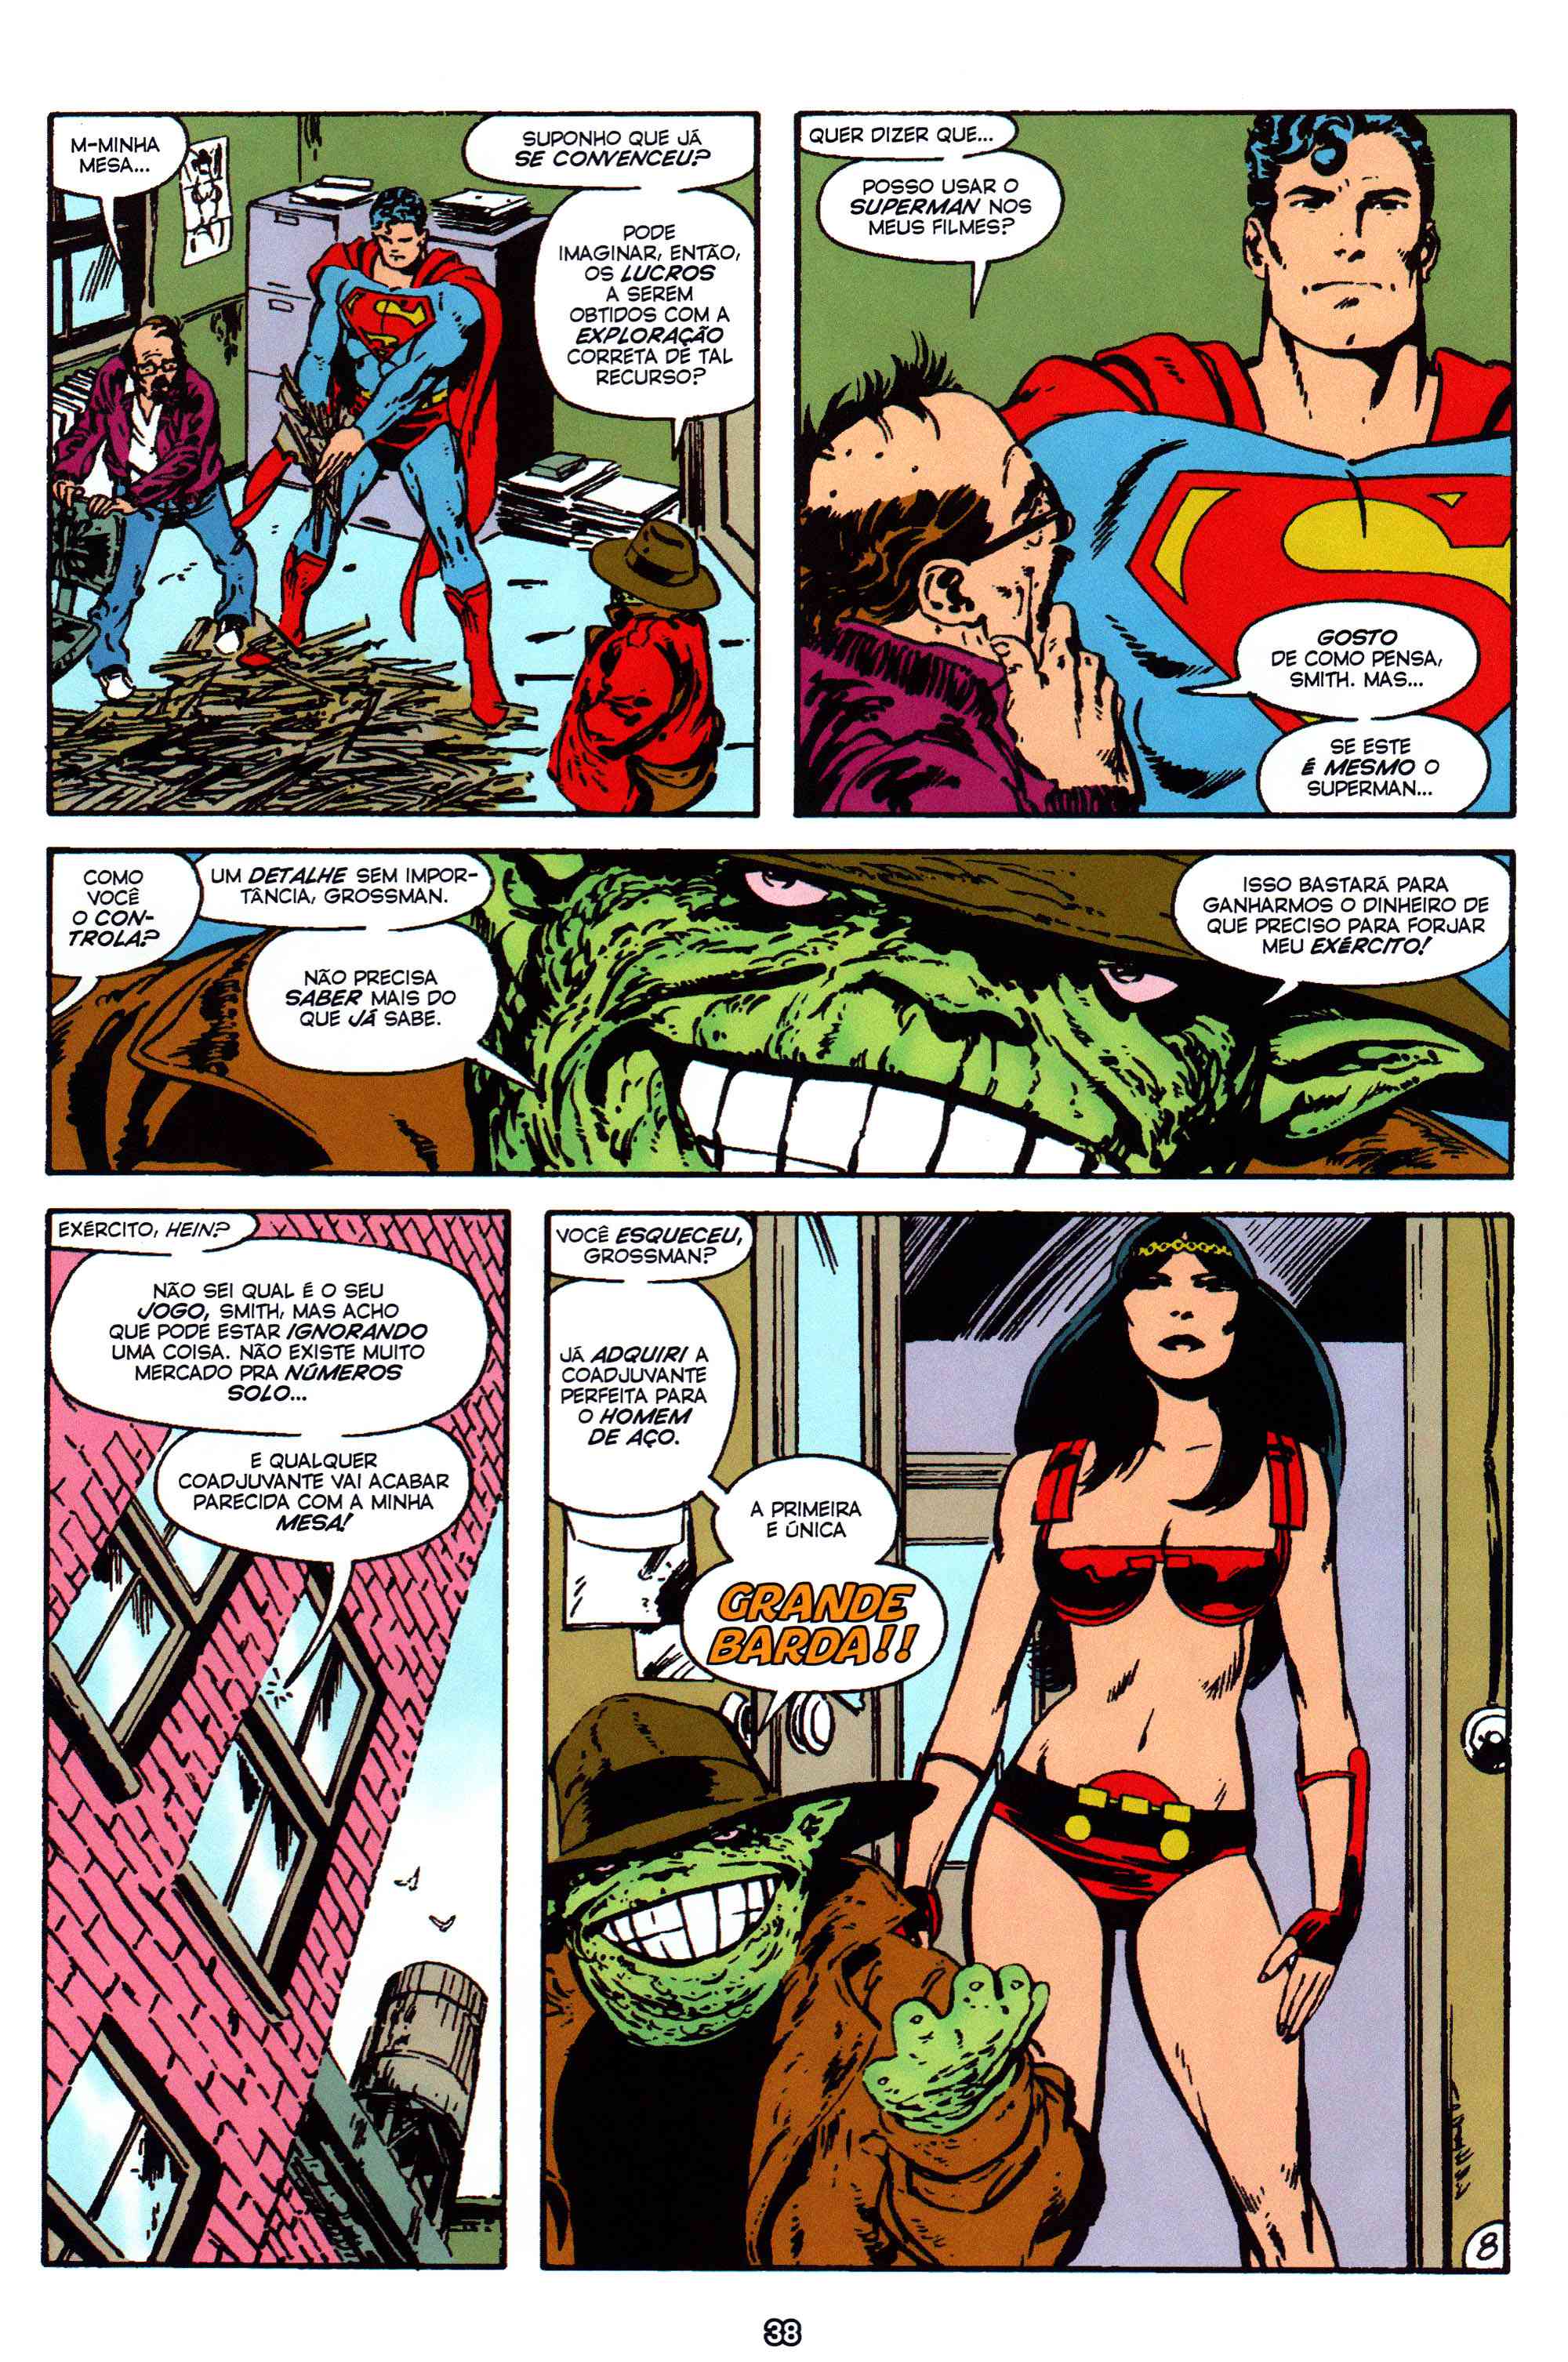 M-MINHA
MESA...
SUPONHO QUE JÁ
SE CONVENCEU?
PODE
IMAGINAR, ENTÃO,
OS LUCROS
A SEREM
OBTIDOS COM A
EXPLORAÇÃO
CORRETA DE TAL
RECURSO?
QUER DIZER QUE...
POSSO USAR O
SUPERMAN NOS
MEUS FILMES?
GOSTO
DE COMO PENSA,
SMITH. MAS...
SE ESTE
É MESMO O
SUPERMAN...
COMO
VOCÊ
O CON-
TROLA?
UM DETALHE SEM IMPOR-
TÂNCIA, GROSSMAN.
NÃO PRECISA
SABER MAIS DO
QUE JÁ SABE.
ISSO BASTARÁ PARA
GANHARMOS O DINHEIRO DE
QUE PRECISO PARA FORJAR
MEU EXÉRCITO!
EXÉRCITO, HEIN?
NÃO SEI QUAL É O SEU
JOGO, SMITH, MAS ACHO
QUE PODE ESTAR IGNORANDO
UMA COISA. NÃO EXISTE MUITO
MERCADO PRA NÚMEROS
SOLO...
E QUALQUER
COADJUVANTE VAI ACABAR
PARECIDA COM A MINHA
MESA!
VOCÊ ESQUECEU,
GROSSMAN?
JÁ ADQUIRI A
COADJUVANTE
PERFEITA PARA
O HOMEM
DE AÇO.
A PRIMEIRA
E ÚNICA
GRANDE
BARDA!!
8
38